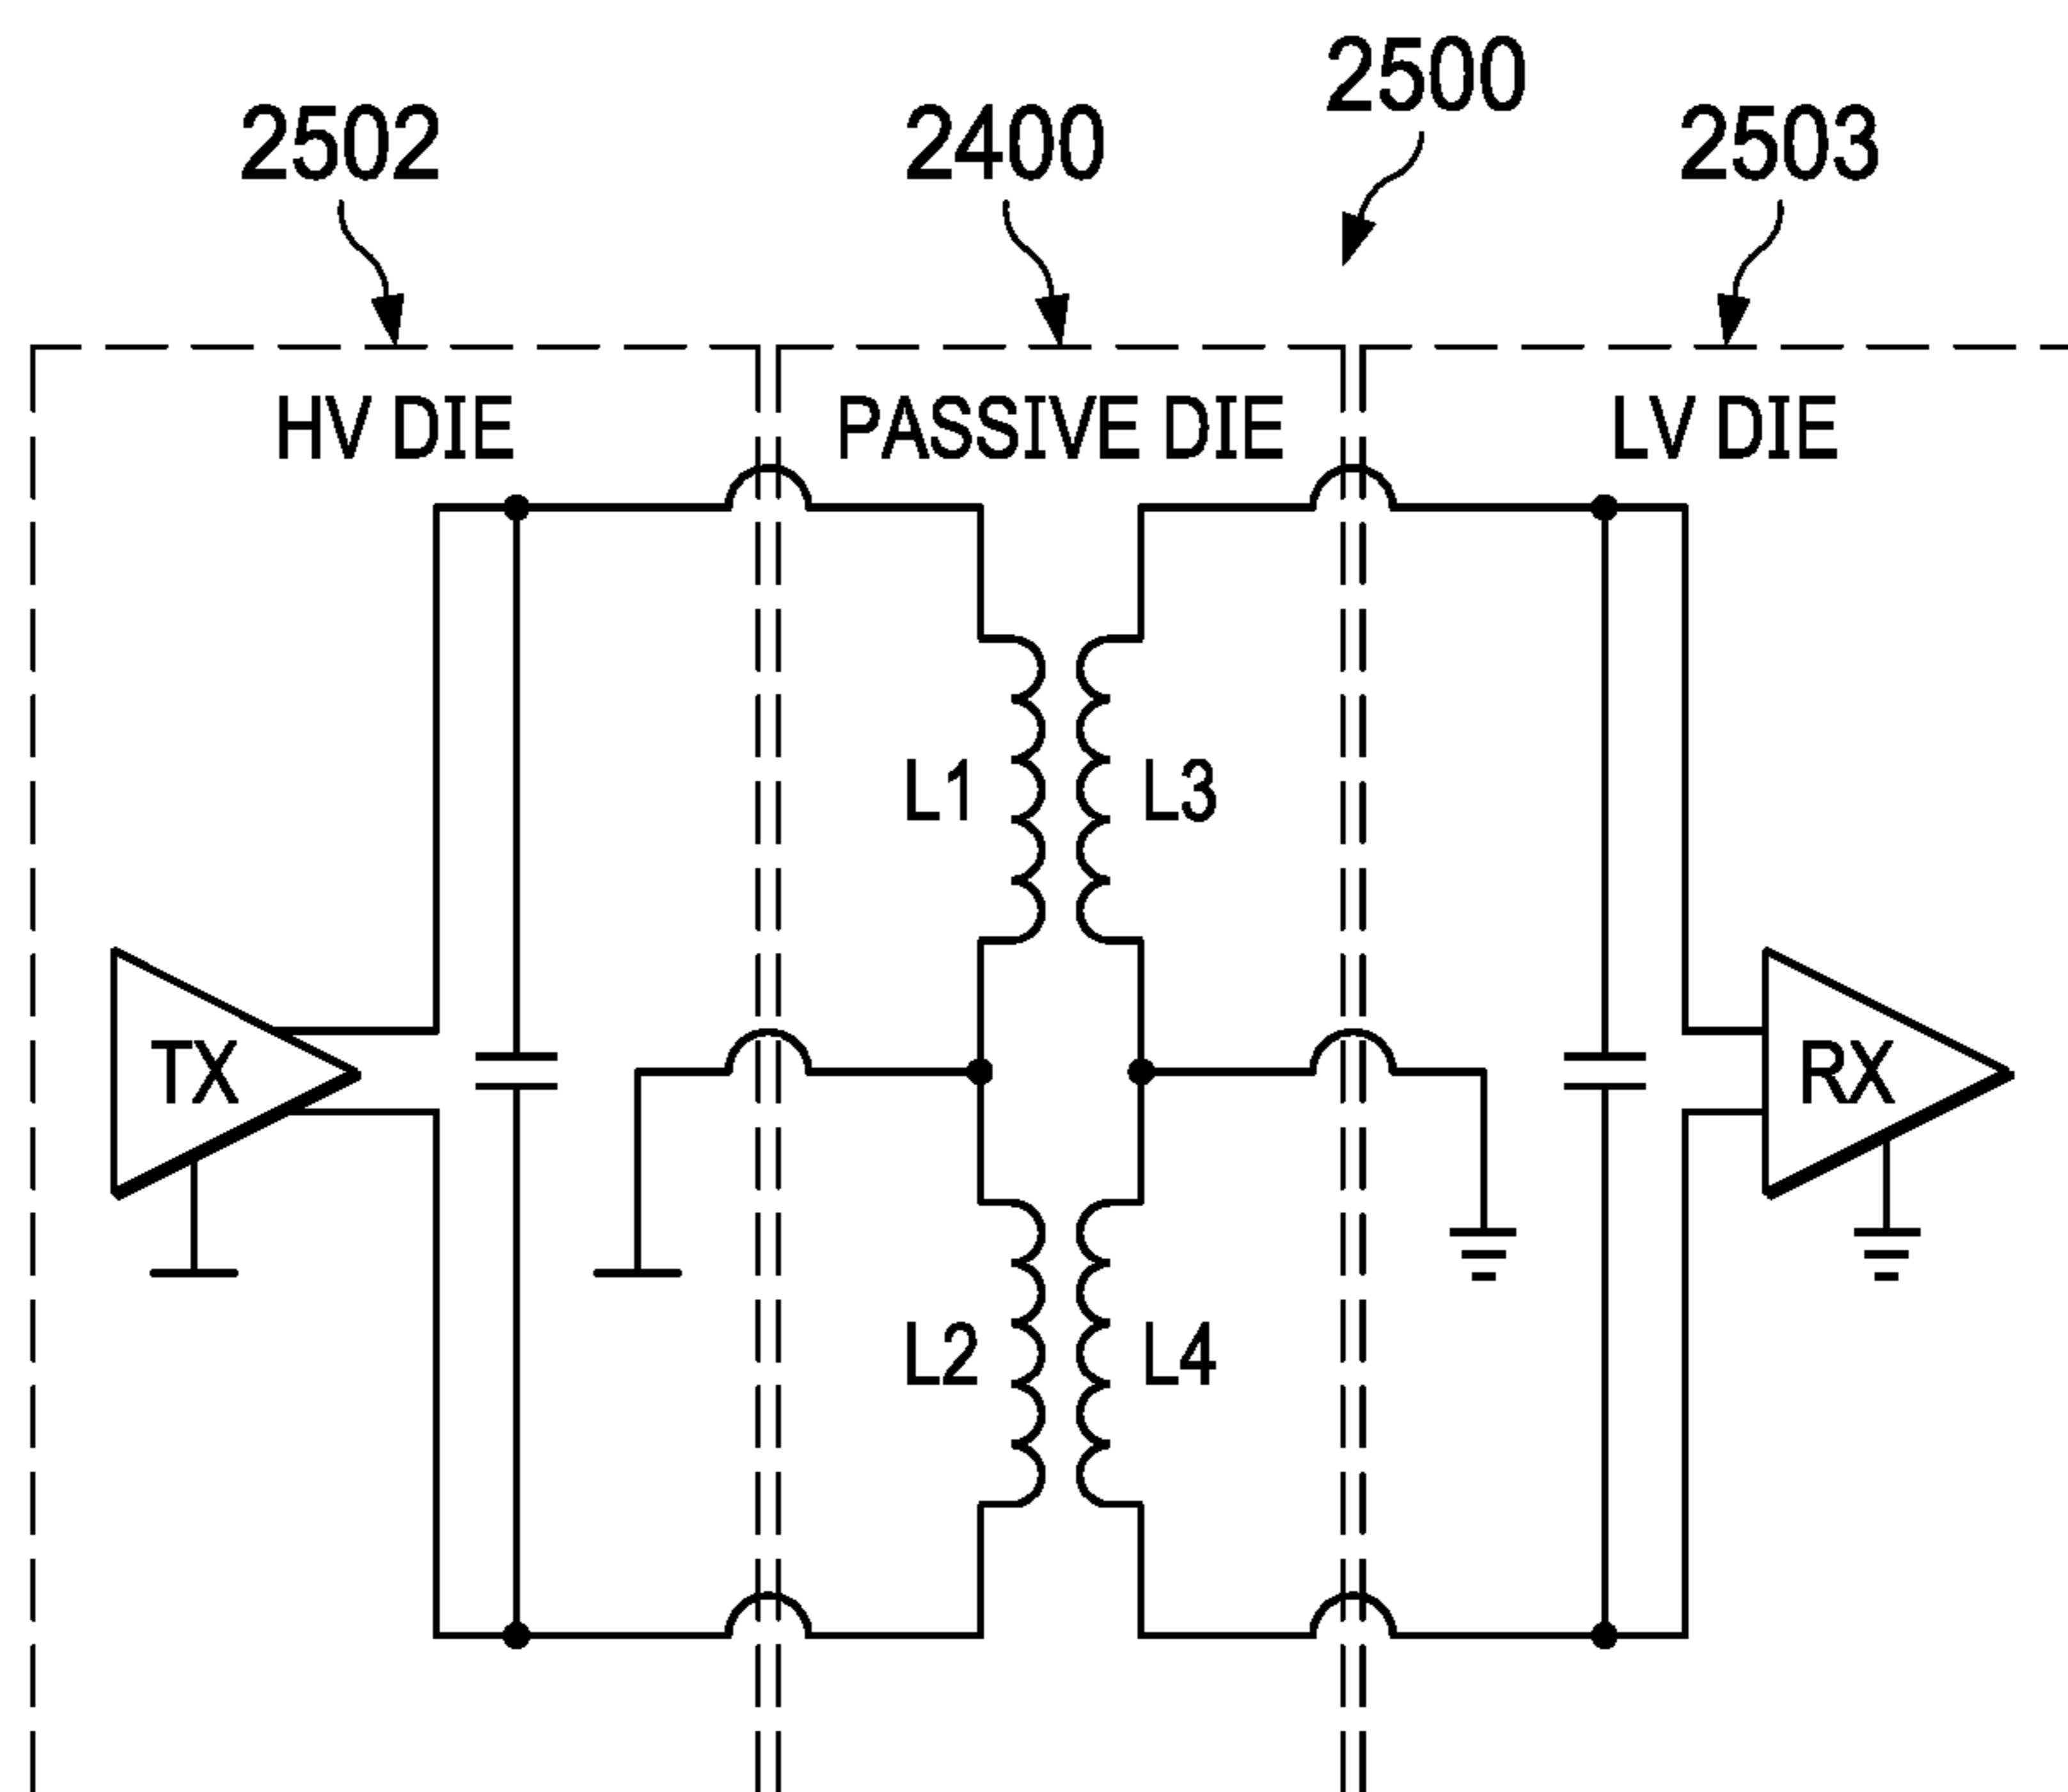 2500
2502
2400
2503
HV DIE
PASSIVE DIE
LV DIE
L1
L3
TX
RX
L2
L4